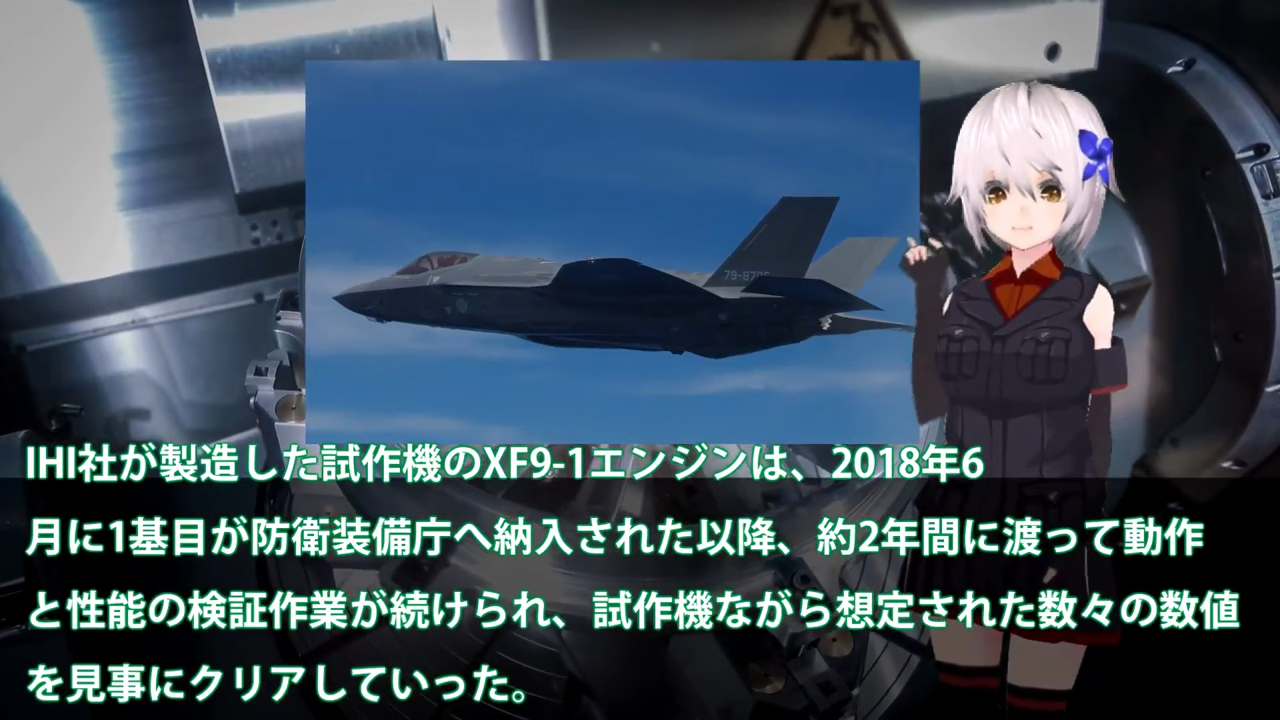 79-870
IHI社が製造した試作機のXF9-1エンジンは、2018年6
月に1基目が防衛装備庁へ納入された以降、約2年間に渡って動作
と性能の検証作業が続けられ、試作機ながら想定された数々の数値
を見事にクリアしていった。